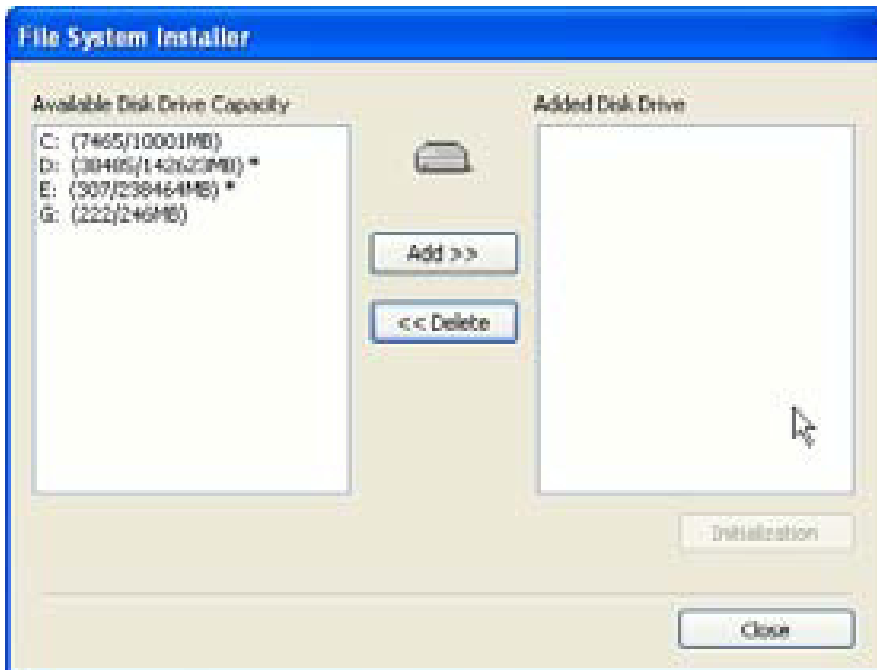 File System Installer
Available Disk Drive Capacity
C: (7465/10001MB)
D: (38485/142623MB) *
E: (307/238464MB) *
G: (222/246MB)
Add >>
<< Delete
Added Disk Drive
Initialization
Close